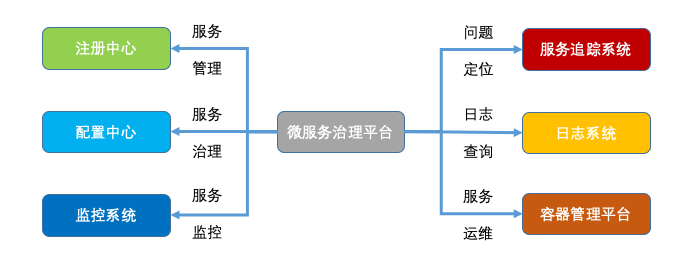 注册中心
服务
管理
配置中心
服务
治理
监控系统
服务
监控
微服务治理平台
问题
定位
服务追踪系统
日志
查询
日志系统
服务
运维
容器管理平台